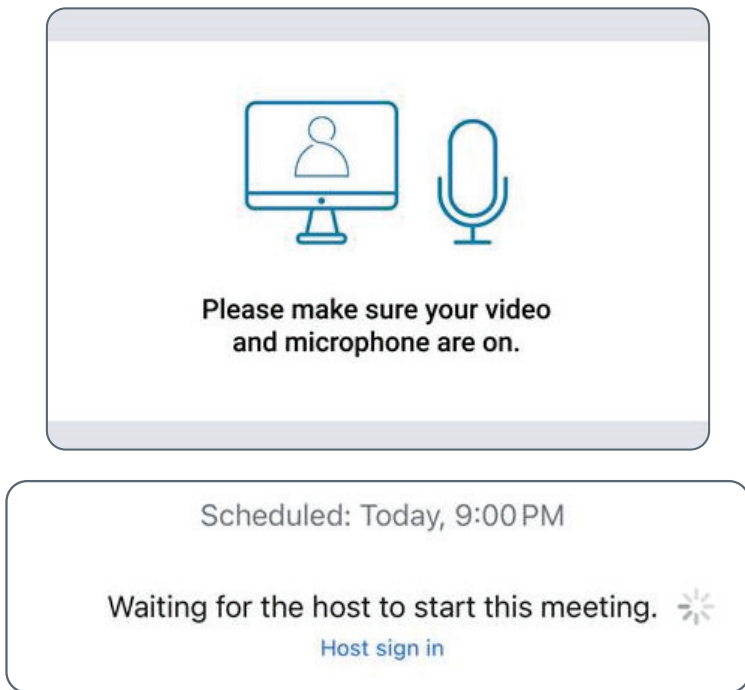 Please make sure your video
and microphone are on.
Scheduled: Today, 9:00 PM
Waiting for the host to start this meeting.
Host sign in